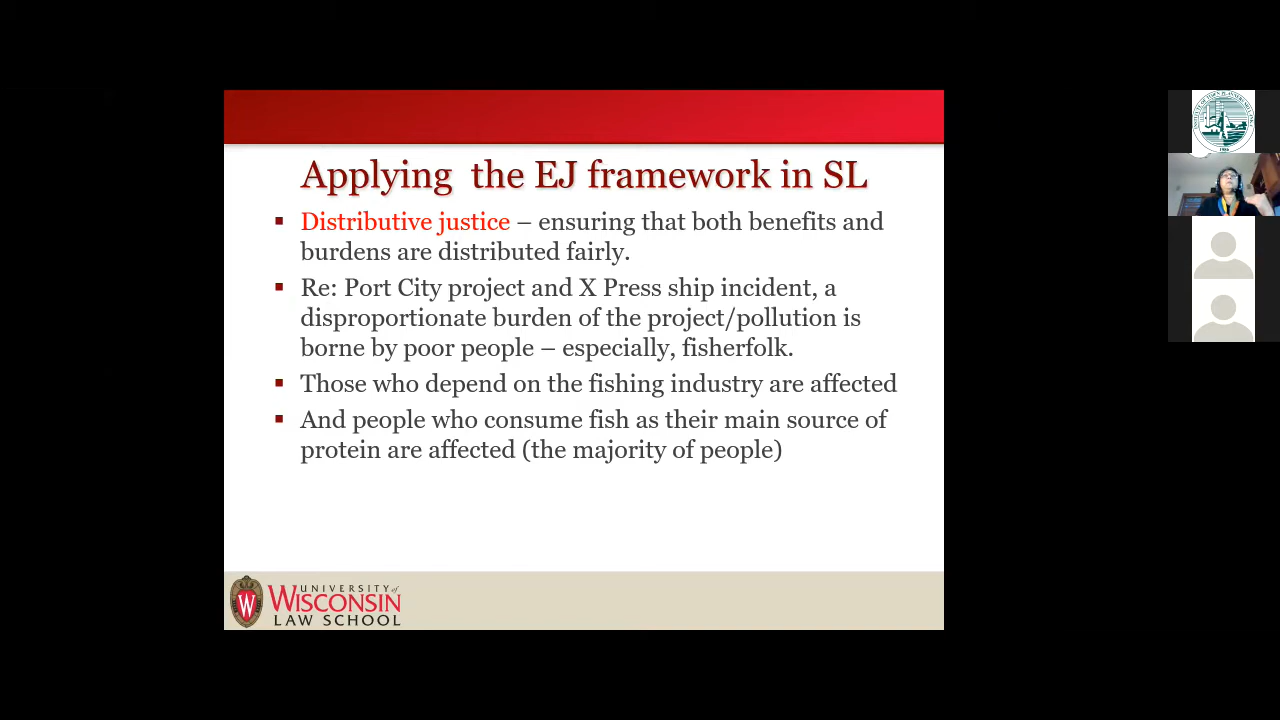 Applying the EJ framework in SL
▪ Distributive justice – ensuring that both benefits and
burdens are distributed fairly.
▪ Re: Port City project and X Press ship incident, a
disproportionate burden of the project/pollution is
borne by poor people – especially, fisherfolk.
▪ Those who depend on the fishing industry are affected
▪ And people who consume fish as their main source of
protein are affected (the majority of people)
UNIVERSITY of
WISCONSIN
LAW SCHOOL
W
1986